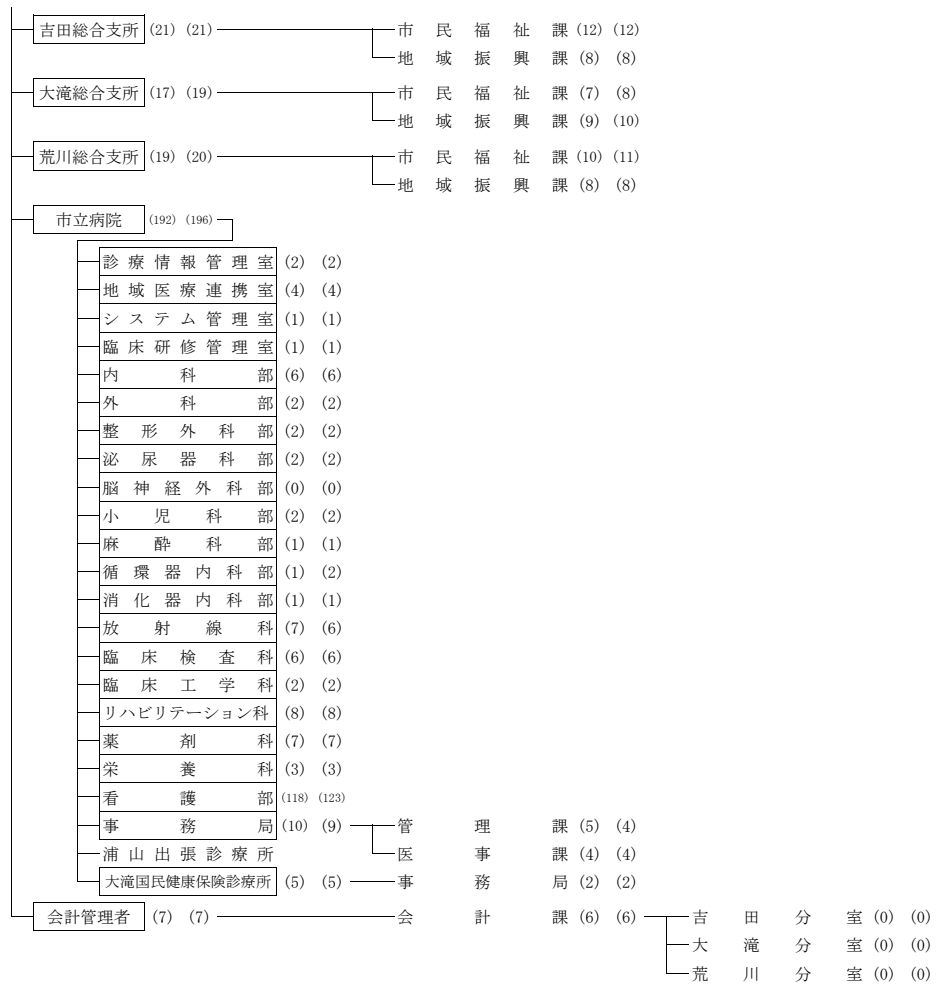 吉田総合支所 (21) (21) 市民福祉課 (12) (12)
地域振興課 (8) (8)
大滝総合支所 (17) (19) 市民福祉課 (7) (8)
地域振興課 (9) (10)
荒川総合支所 (19) (20) 市民福祉課 (10) (11)
地域振興課 (8) (8)
市立病院 (192) (196)
診療情報管理室 (2) (2)
地域医療連携室 (4) (4)
システム管理室 (1) (1)
臨床研修管理室 (1) (1)
内科部 (6) (6)
外科部 (2) (2)
整形外科部 (2) (2)
泌尿器科部 (2) (2)
脳神経外科部 (0) (0)
小児科部 (2) (2)
麻酔科部 (1) (1)
循環器内科部 (1) (2)
消化器内科部 (1) (1)
放射線科 (7) (6)
臨床検査科 (6) (6)
臨床工学科 (2) (2)
リハビリテーション科 (8) (8)
薬剤科 (7) (7)
栄養科 (3) (3)
看護部 (118) (123)
事務局 (10) (9) 管理課 (5) (4)
浦山出張診療所 医事課 (4) (4)
大滝国民健康保険診療所 (5) (5) 事務局 (2) (2)
会計管理者 (7) (7) 会計課 (6) (6) 吉田分室 (0) (0)
大滝分室 (0) (0)
荒川分室 (0) (0)